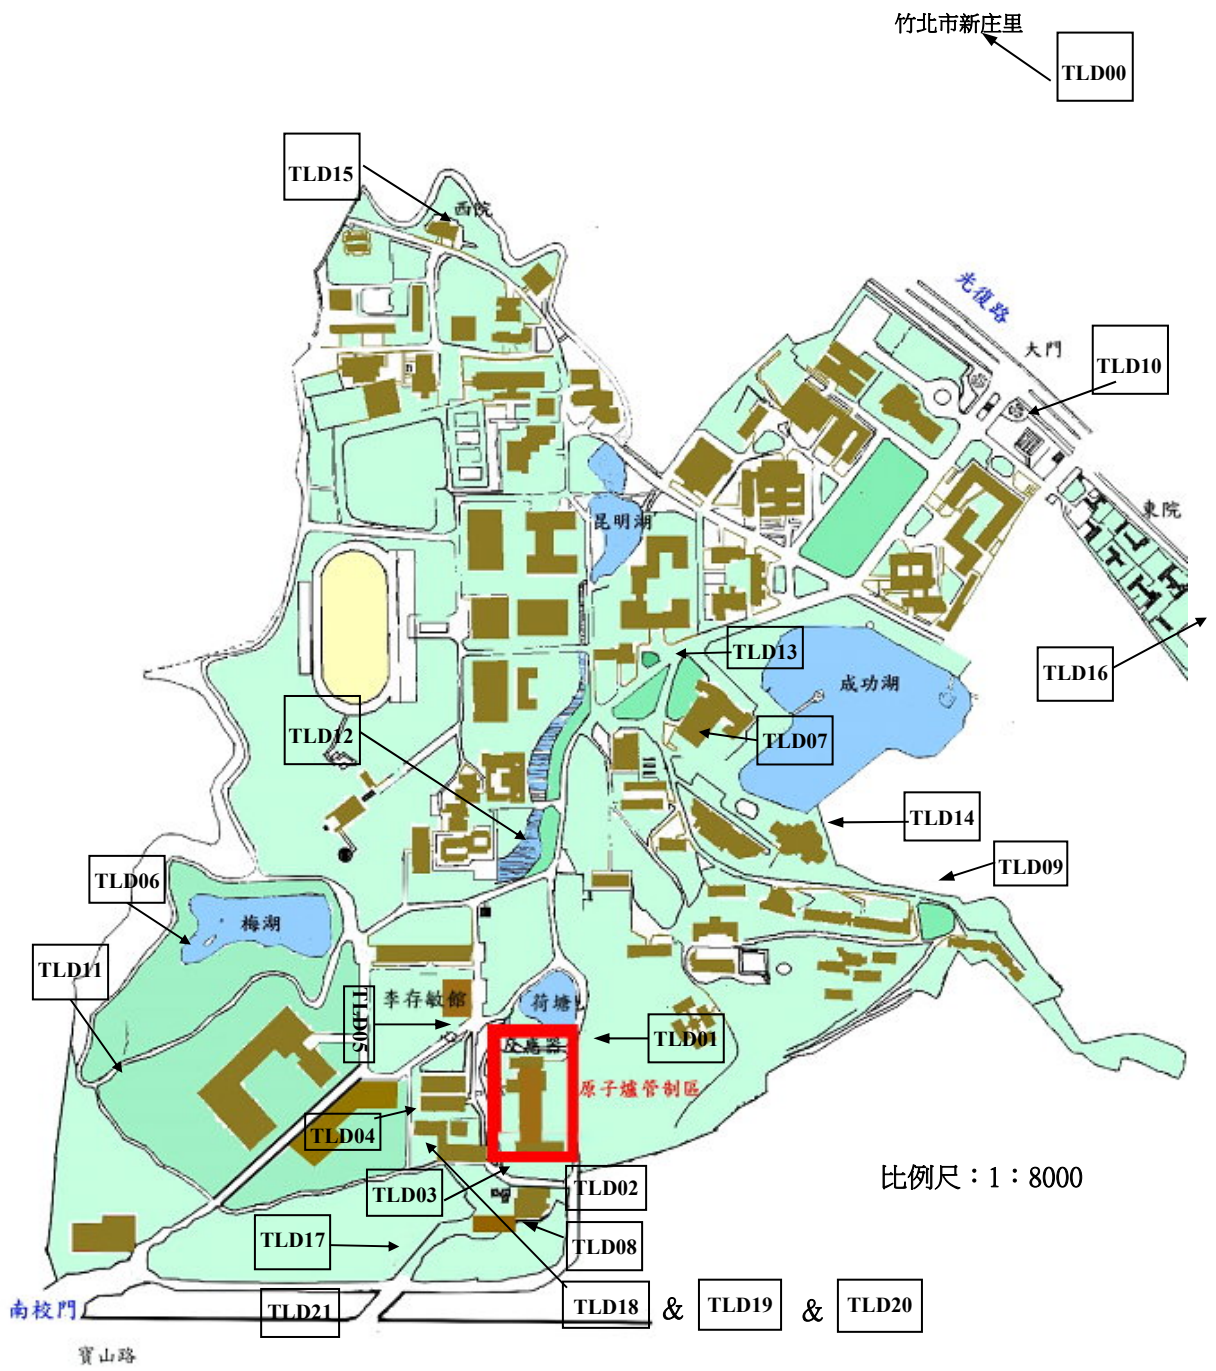 竹北市新庄里
TLD00
TLD15
西院
光復路
大門
TLD10
東院
昆明湖
TLD13
TLD16
成功湖
TLD12
TLD07
TLD14
TLD06
TLD09
梅湖
TLD11
李存敏館
荷塘
TLD05
TLD01
反應器
原子爐管制區
TLD04
TLD03
TLD02
比例尺：1：8000
TLD17
TLD08
南校門
TLD21
TLD18 & TLD19 & TLD20
寶山路